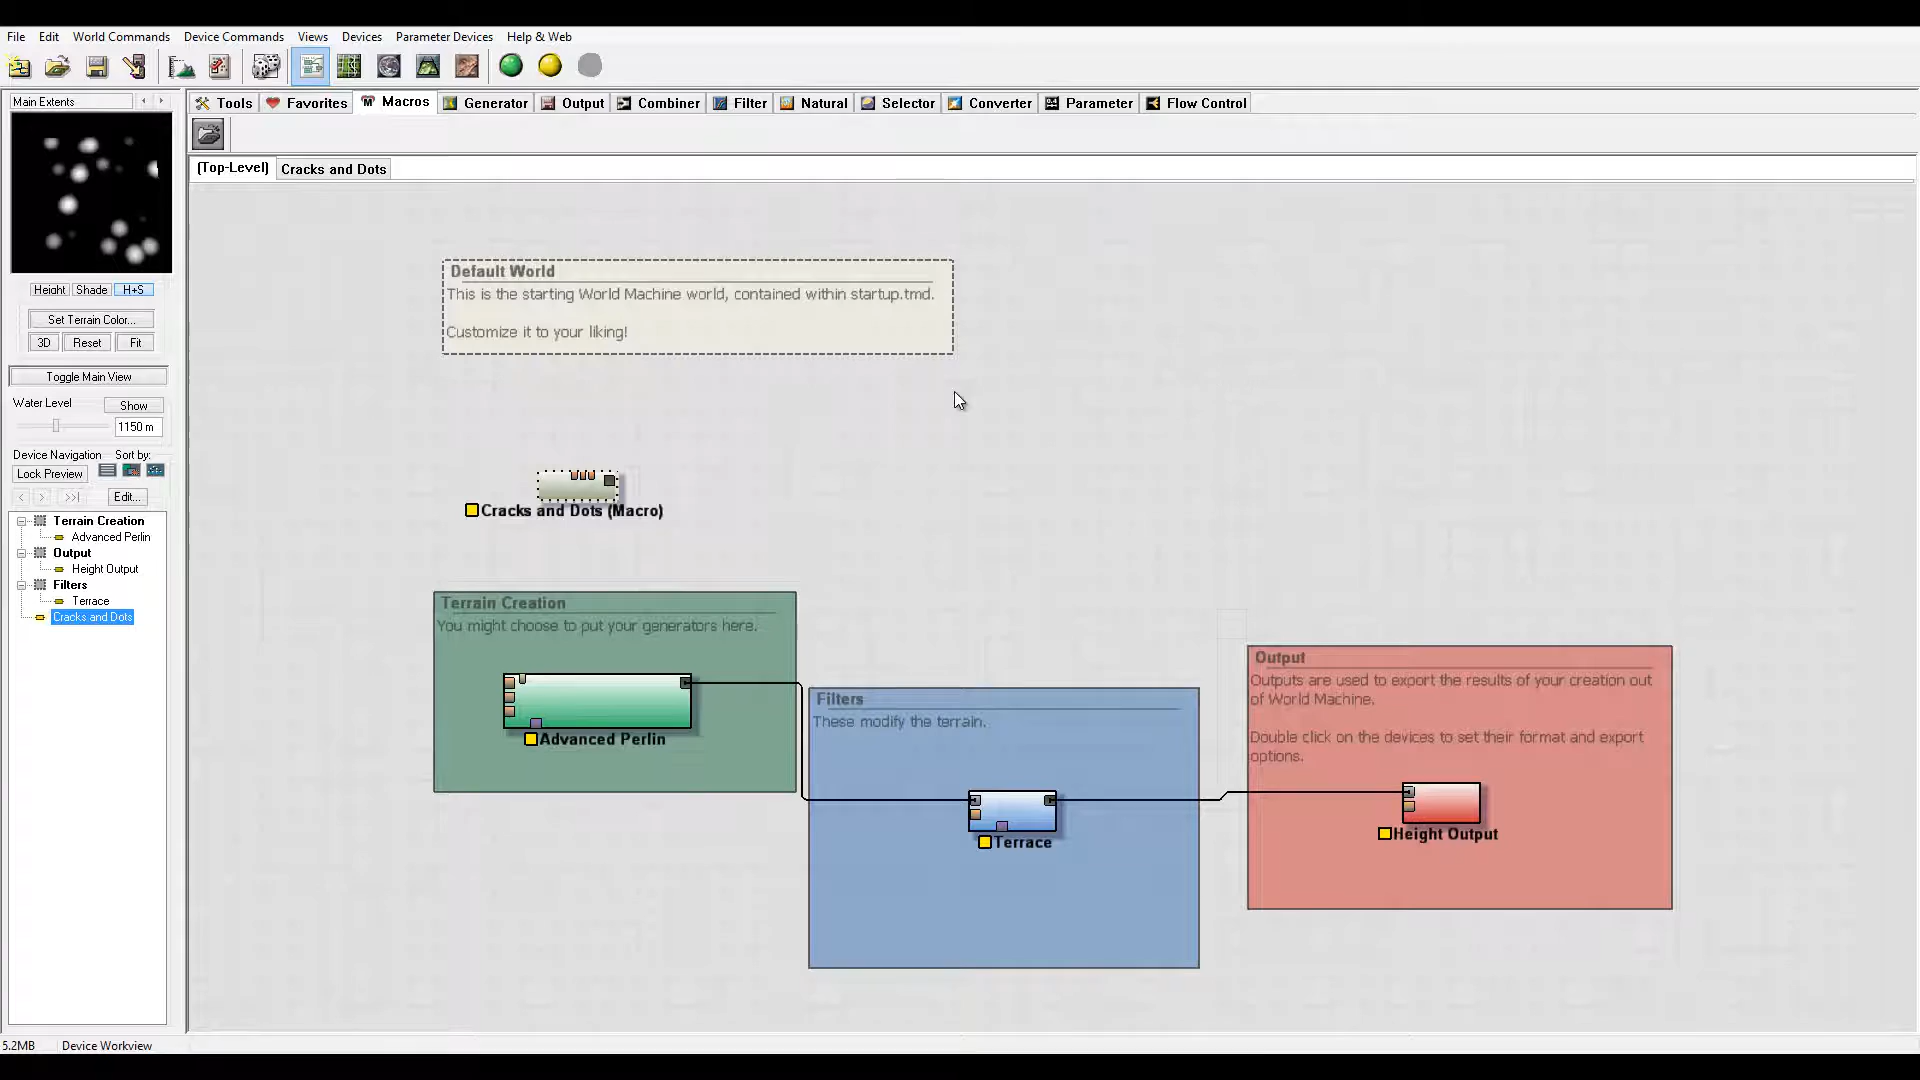 File Edit World Commands Device Commands Views Devices Parameter Devices Help & Web
Main Extents
Tools Favorites Macros Generator Output Combiner Filter Natural Selector Converter Parameter Flow Control
(Top-Level) Cracks and Dots
Height Shade H+S
Set Terrain Color...
3D Reset Fit
Toggle Main View
Water Level Show
1150 m
Device Navigation Sort by:
Lock Preview
< > >>| Edit...
Terrain Creation
Advanced Perlin
Output
Height Output
Filters
Terrace
Cracks and Dots
Default World
This is the starting World Machine world, contained within startup.tmd.
Customize it to your liking!
Cracks and Dots (Macro)
Terrain Creation
You might choose to put your generators here.
Advanced Perlin
Filters
These modify the terrain.
Terrace
Output
Outputs are used to export the results of your creation out
of World Machine.
Double click on the devices to set their format and export
options.
Height Output
5.2MB Device Workview